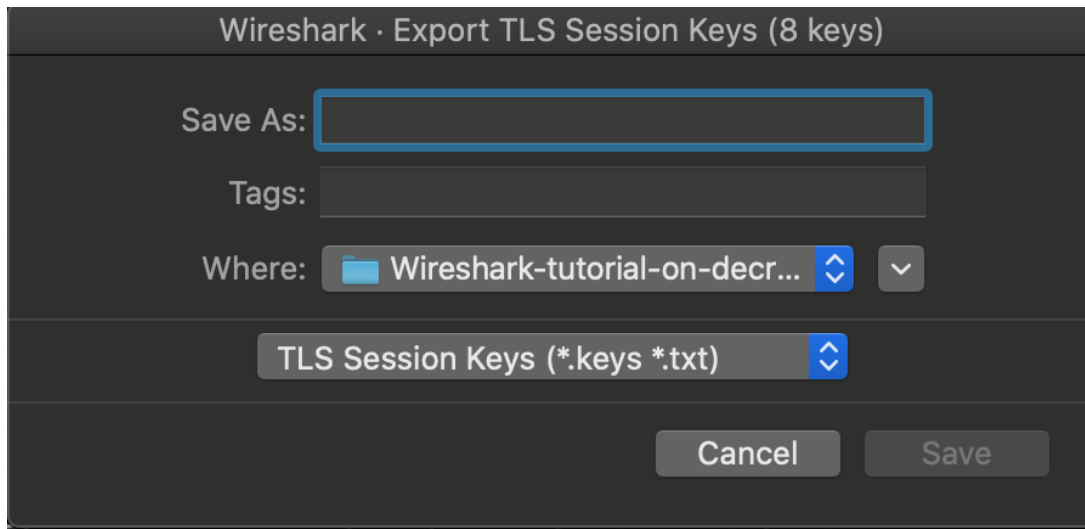 Wireshark · Export TLS Session Keys (8 keys)
Save As:
Tags:
Where: Wireshark-tutorial-on-decr...
TLS Session Keys (*.keys *.txt)
Cancel Save